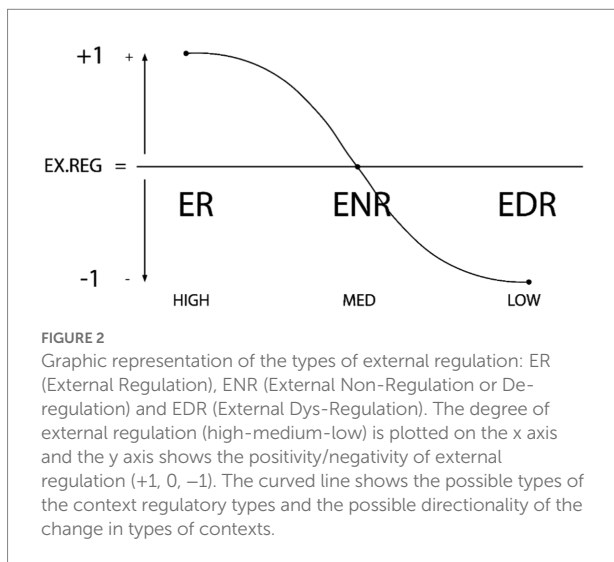 +1 +
EX.REG =
ER ENR EDR
-1 -
HIGH MED LOW
FIGURE 2
Graphic representation of the types of external regulation: ER
(External Regulation), ENR (External Non-Regulation or De-
regulation) and EDR (External Dys-Regulation). The degree of
external regulation (high-medium-low) is plotted on the x axis
and the y axis shows the positivity/negativity of external
regulation (+1, 0, −1). The curved line shows the possible types of
the context regulatory types and the possible directionality of the
change in types of contexts.